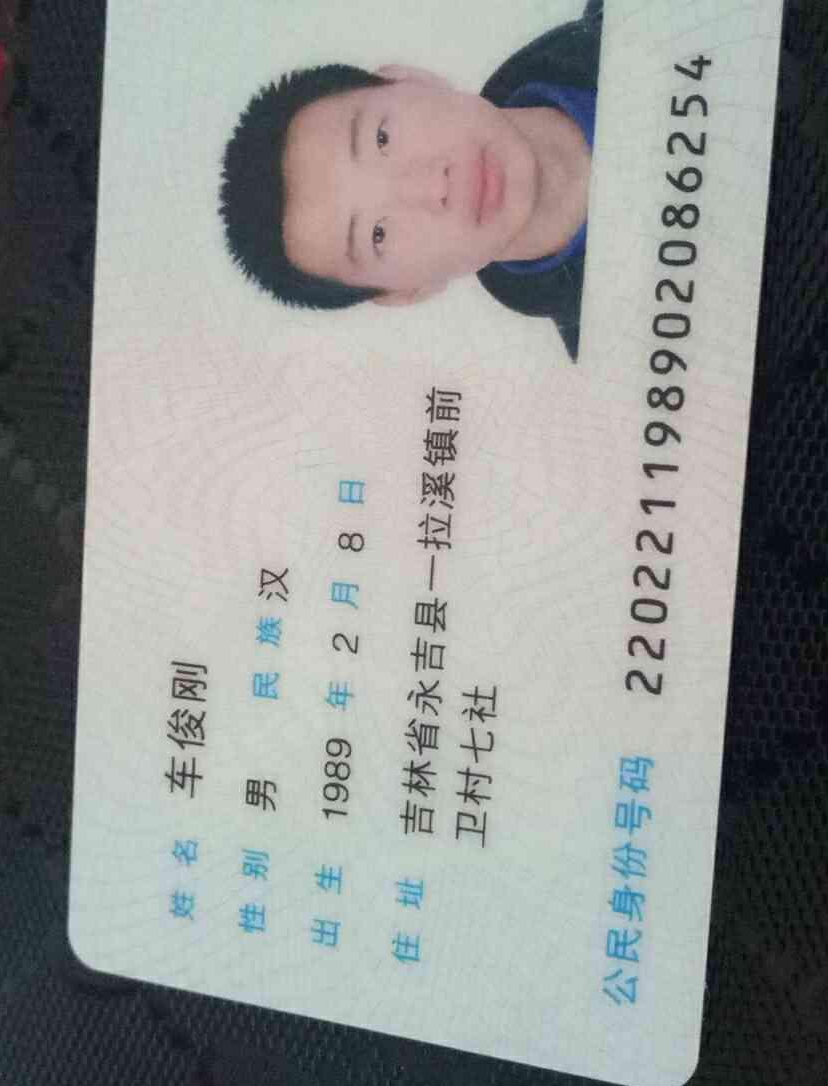 姓名 车俊刚
性别 男 民族 汉
出生 1989 年 2 月 8 日
住址 吉林省永吉县一拉溪镇前
卫村七社
公民身份号码 220221198902086254